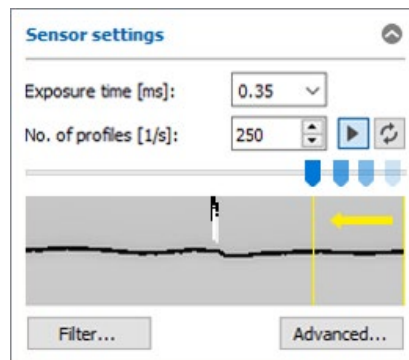 Sensor settings
Exposure time [ms]: 0.35
No. of profiles [1/s]: 250
Filter... Advanced...